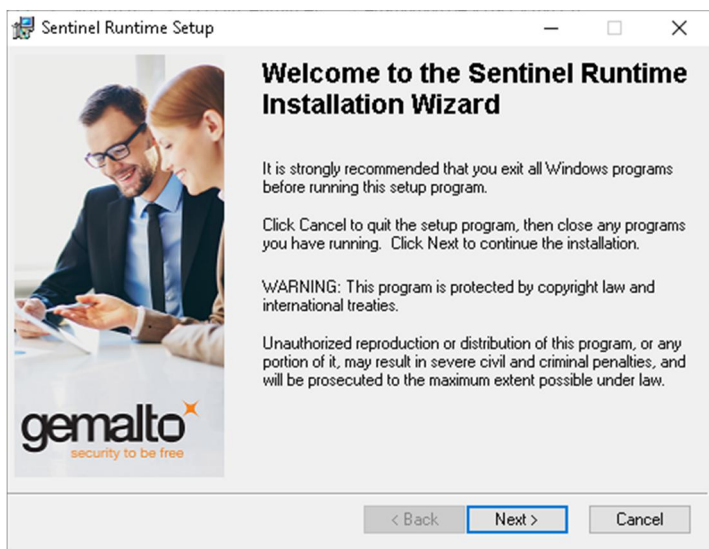 Sentinel Runtime Setup
Welcome to the Sentinel Runtime
Installation Wizard
It is strongly recommended that you exit all Windows programs
before running this setup program.
Click Cancel to quit the setup program, then close any programs
you have running. Click Next to continue the installation.
WARNING: This program is protected by copyright law and
international treaties.
Unauthorized reproduction or distribution of this program, or any
portion of it, may result in severe civil and criminal penalties, and
will be prosecuted to the maximum extent possible under law.
gemalto
security to be free
< Back
Next >
Cancel